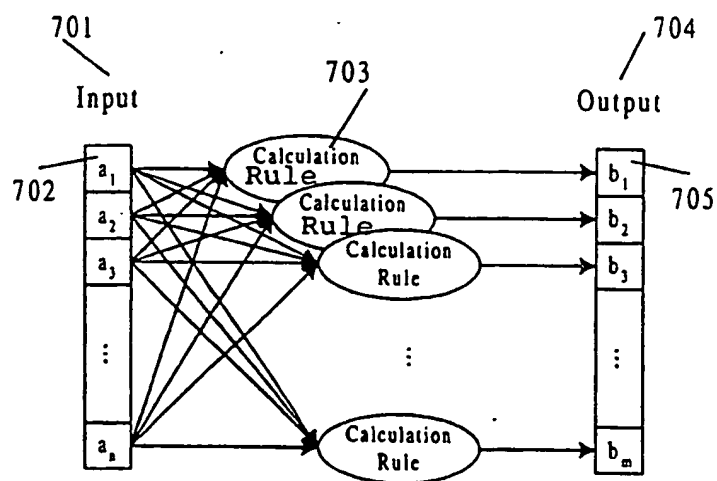 701
704
703
Input
Output
702
a1
a2
a3
⋮
an
Calculation
Rule
Calculation
Rule
Calculation
Rule
⋮
Calculation
Rule
b1
b2
b3
⋮
bm
705